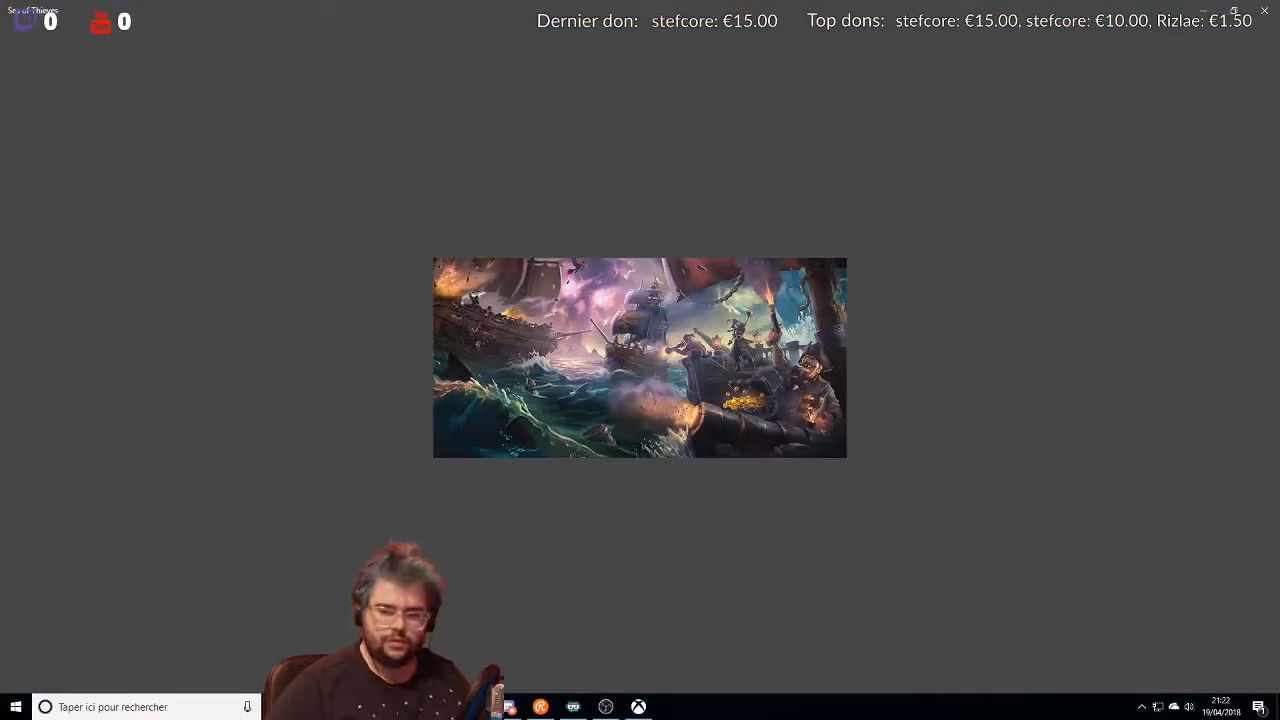 Sea of Thieves
0 0 Dernier don: stefcore: €15.00 Top dons: stefcore: €15.00, stefcore: €10.00, Rizlae: €1.50
Taper ici pour rechercher
21:22
19/04/2018